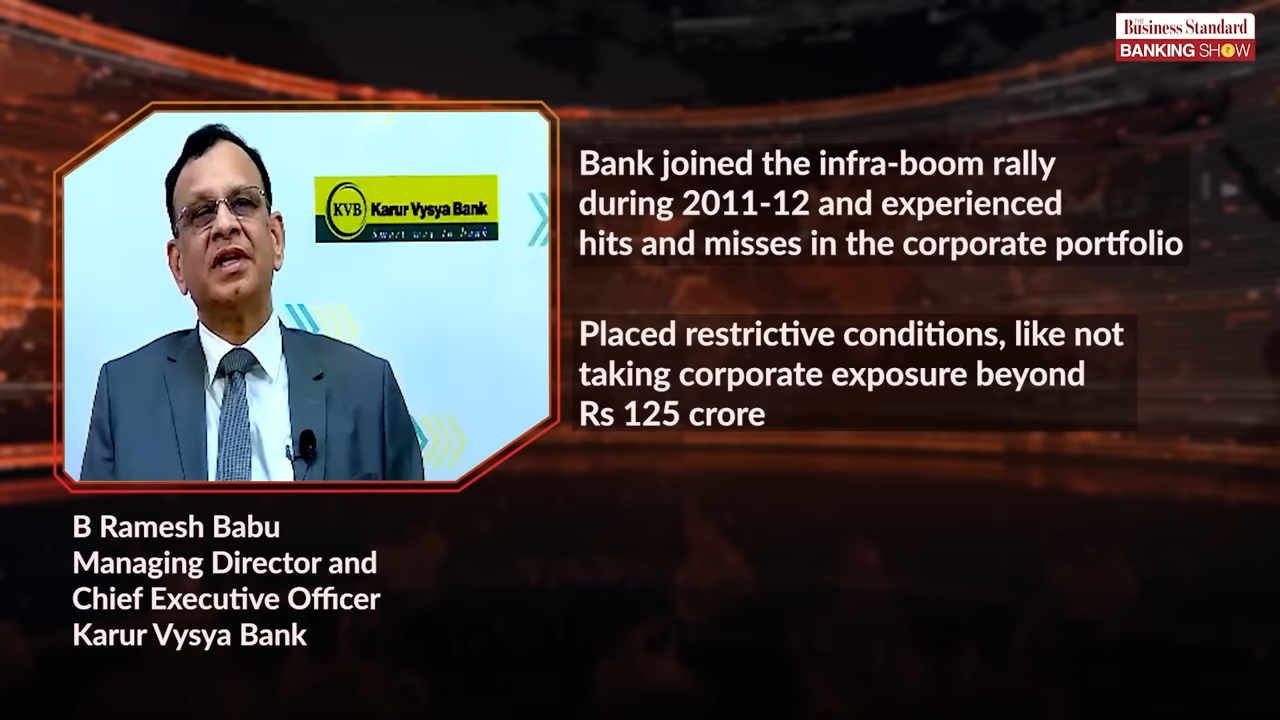 THE
Business Standard
BANKING SHOW
KVB Karur Vysya Bank
Smart way to bank
Bank joined the infra-boom rally
during 2011-12 and experienced
hits and misses in the corporate portfolio
Placed restrictive conditions, like not
taking corporate exposure beyond
Rs 125 crore
B Ramesh Babu
Managing Director and
Chief Executive Officer
Karur Vysya Bank